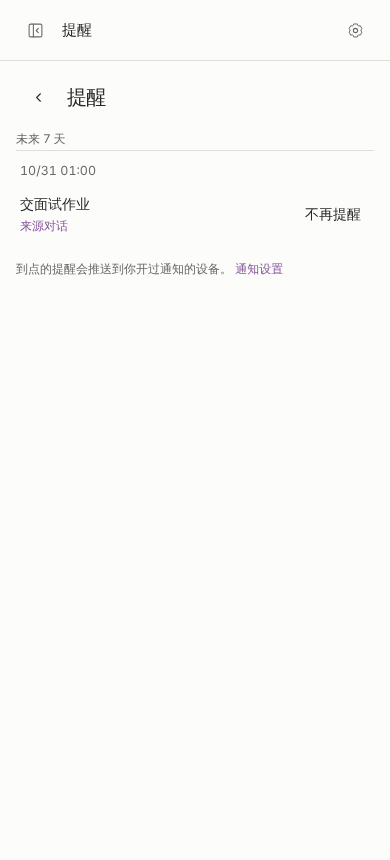 提醒
提醒
未来 7 天
10/31 01:00
交面试作业
来源对话
不再提醒
到点的提醒会推送到你开过通知的设备。 通知设置